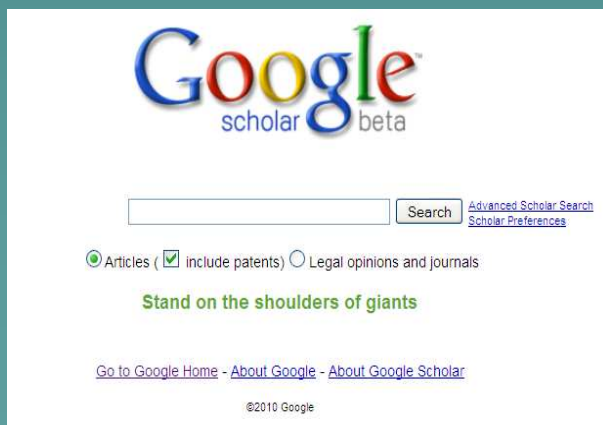 Google™
scholar beta
Search Advanced Scholar Search
Scholar Preferences
Articles ( include patents) Legal opinions and journals
Stand on the shoulders of giants
Go to Google Home - About Google - About Google Scholar
©2010 Google